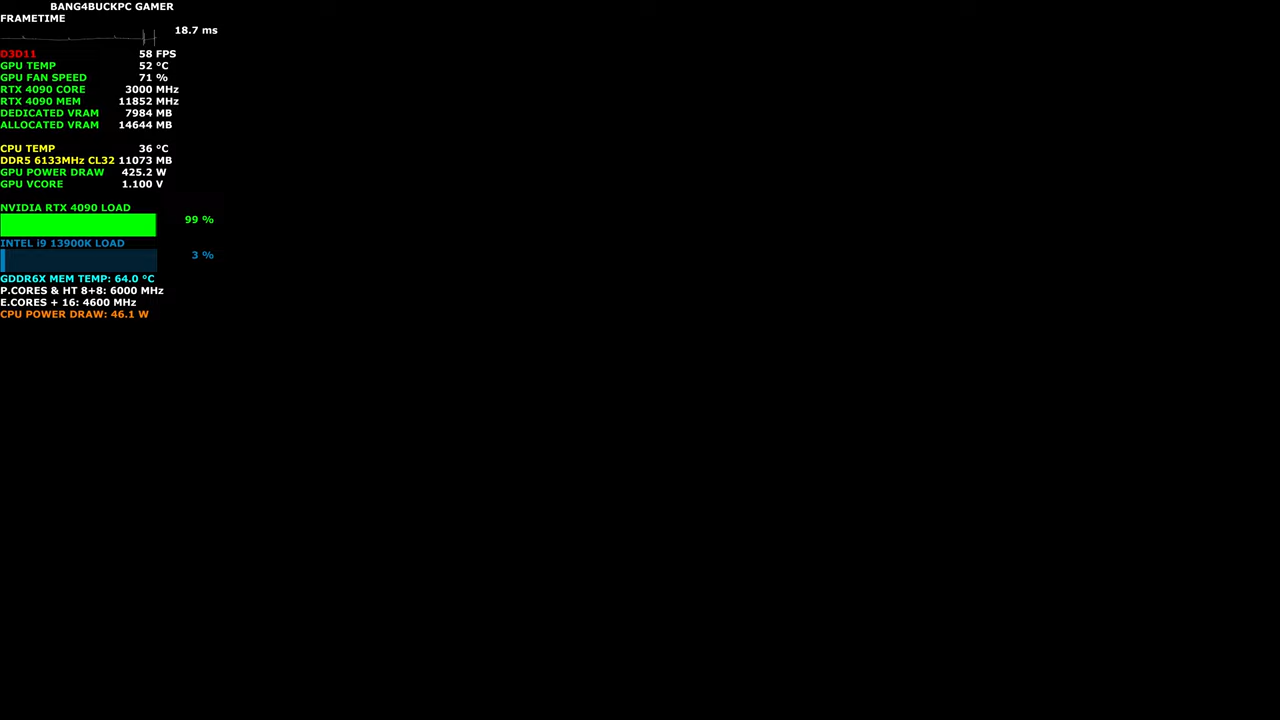 BANG4BUCKPC GAMER
FRAMETIME
18.7 ms
D3D11 58 FPS
GPU TEMP 52 °C
GPU FAN SPEED 71 %
RTX 4090 CORE 3000 MHz
RTX 4090 MEM 11852 MHz
DEDICATED VRAM 7984 MB
ALLOCATED VRAM 14644 MB
CPU TEMP 36 °C
DDR5 6133MHz CL32 11073 MB
GPU POWER DRAW 425.2 W
GPU VCORE 1.100 V
NVIDIA RTX 4090 LOAD
99 %
INTEL i9 13900K LOAD
3 %
GDDR6X MEM TEMP: 64.0 °C
P.CORES & HT 8+8: 6000 MHz
E.CORES + 16: 4600 MHz
CPU POWER DRAW: 46.1 W